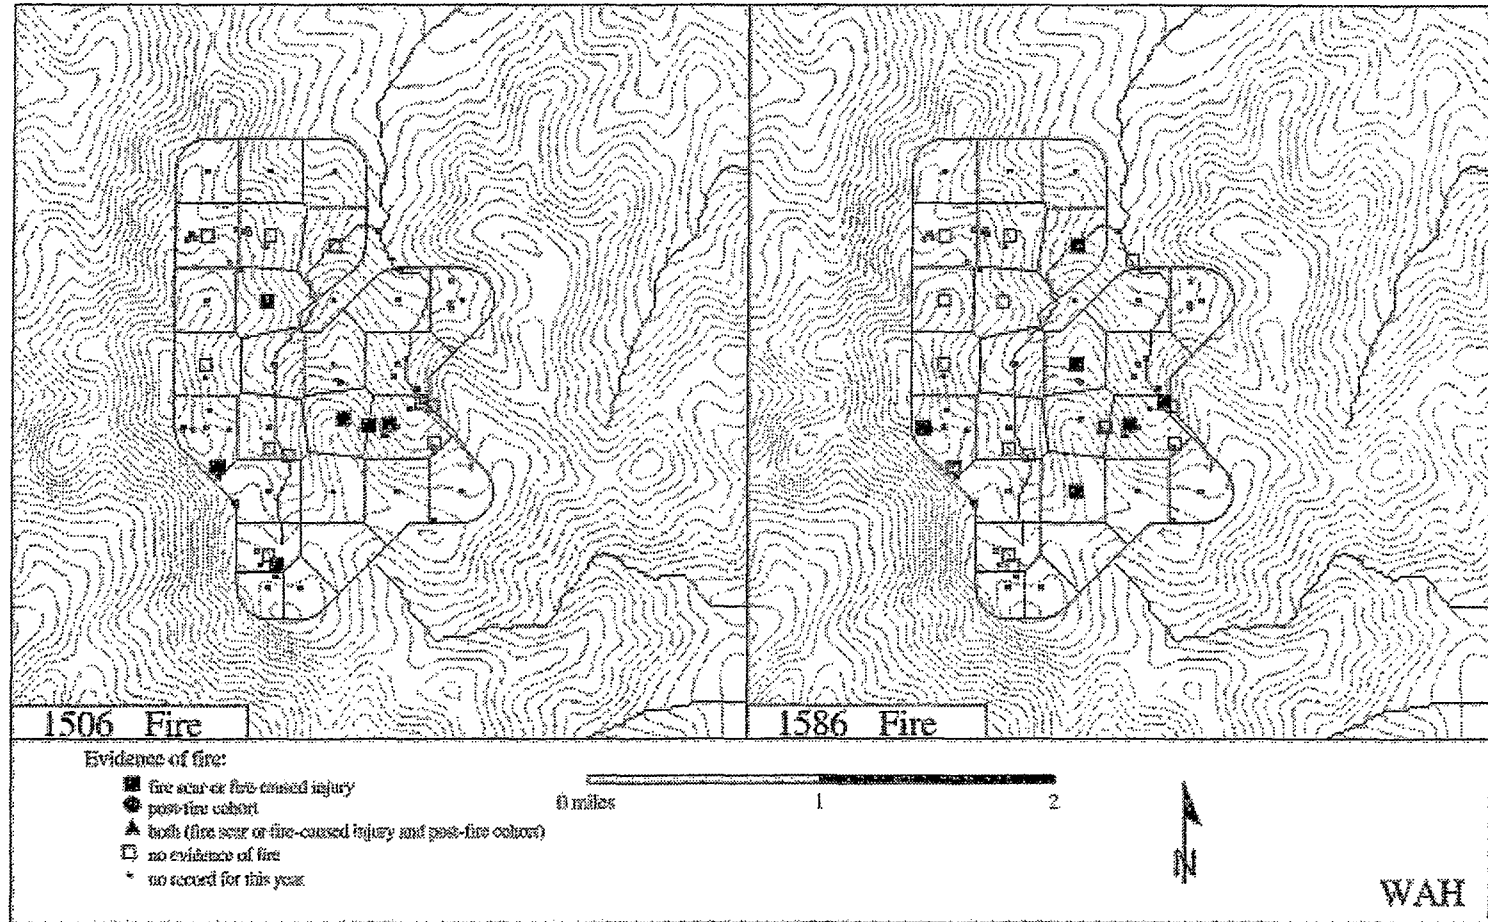 1506 Fire
1586 Fire
Evidence of fire:
fire scar or fire-caused injury
post-fire cohort
both (fire scar or fire-caused injury and post-fire cohort)
no evidence of fire
no record for this year
0 miles 1 2
N
WAH